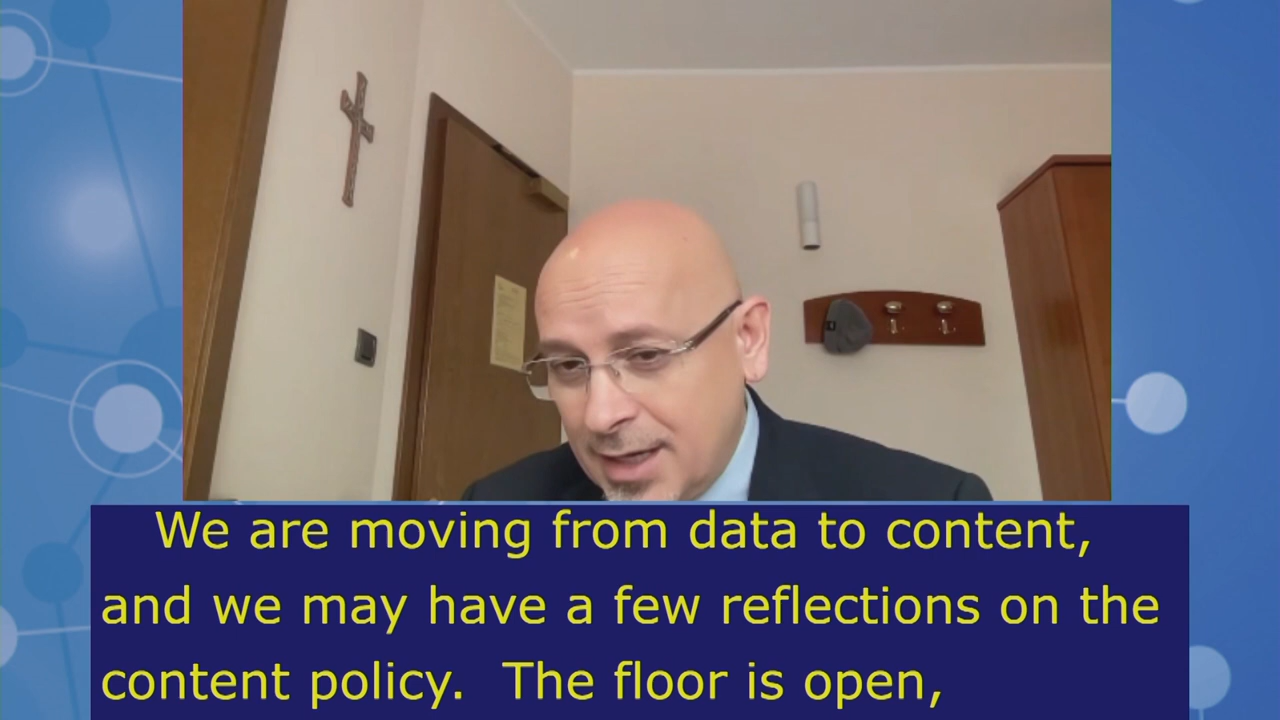 We are moving from data to content,
and we may have a few reflections on the
content policy.  The floor is open,